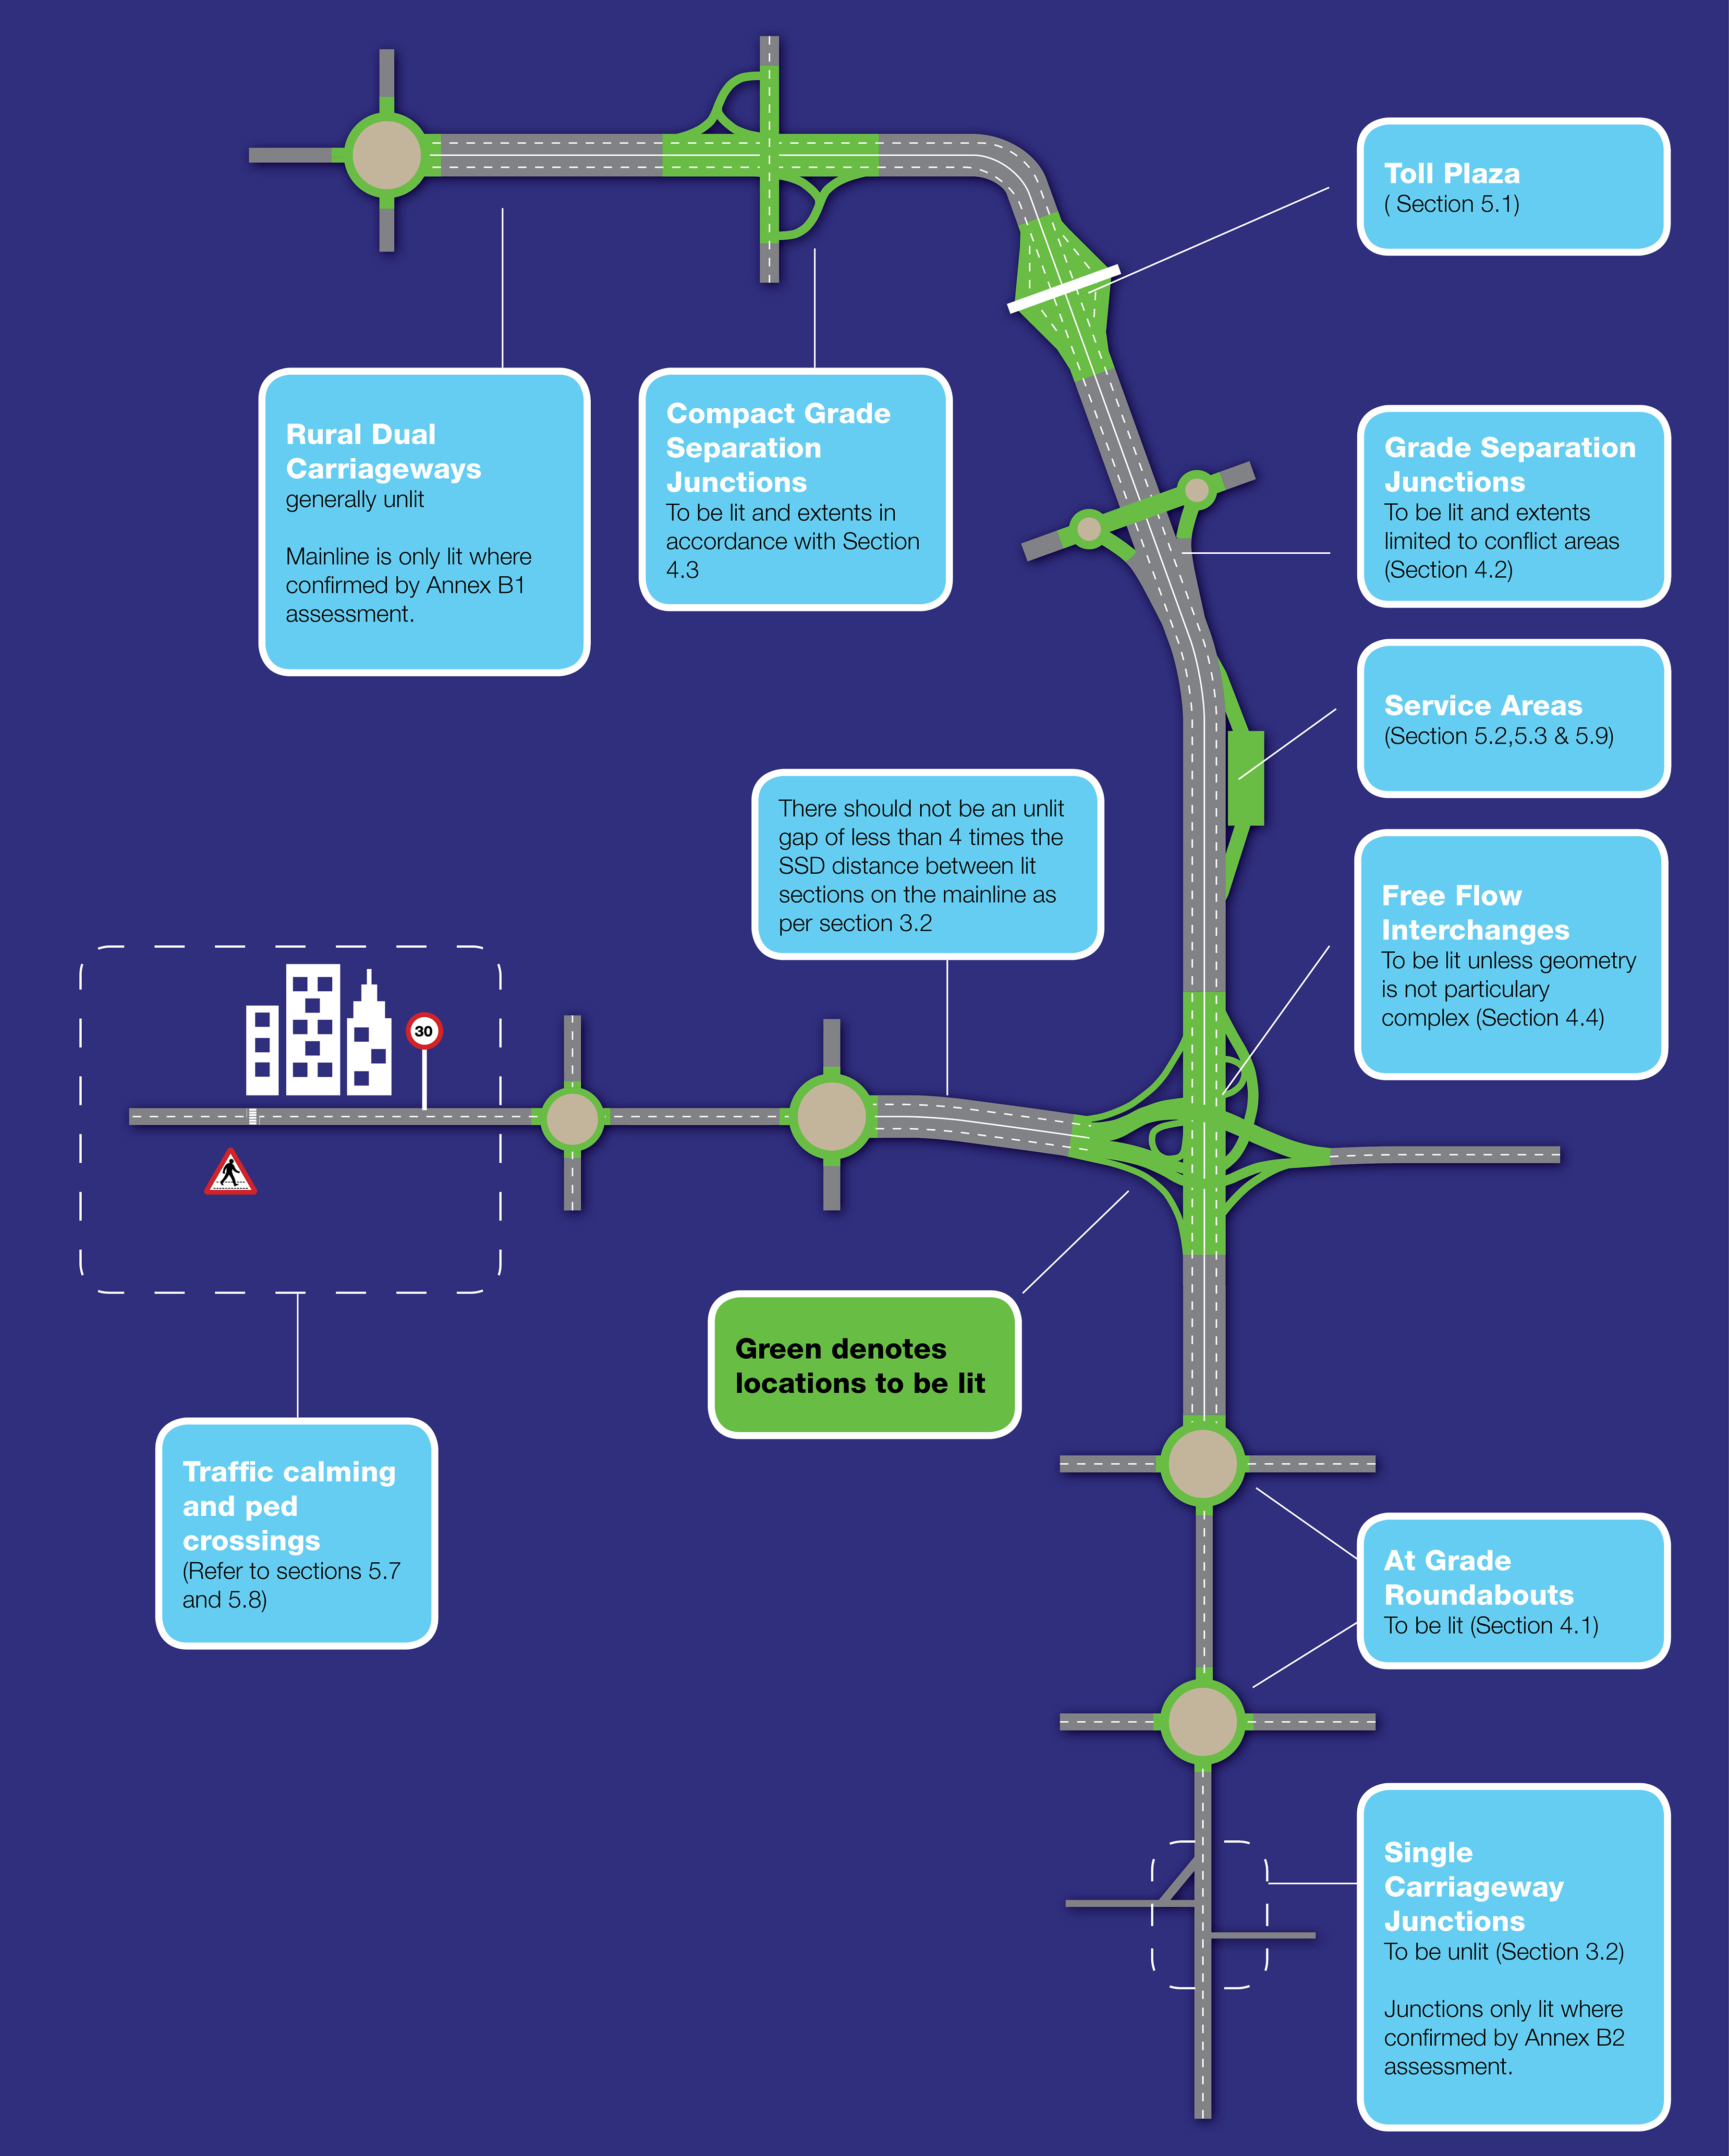 Toll Plaza
( Section 5.1)
Rural Dual
Carriageways
generally unlit
Mainline is only lit where
confirmed by Annex B1
assessment.
Compact Grade
Separation
Junctions
To be lit and extents in
accordance with Section
4.3
Grade Separation
Junctions
To be lit and extents
limited to conflict areas
(Section 4.2)
Service Areas
(Section 5.2,5.3 & 5.9)
There should not be an unlit
gap of less than 4 times the
SSD distance between lit
sections on the mainline as
per section 3.2
Free Flow
Interchanges
To be lit unless geometry
is not particulary
complex (Section 4.4)
30
Green denotes
locations to be lit
Traffic calming
and ped
crossings
(Refer to sections 5.7
and 5.8)
At Grade
Roundabouts
To be lit (Section 4.1)
Single
Carriageway
Junctions
To be unlit (Section 3.2)
Junctions only lit where
confirmed by Annex B2
assessment.